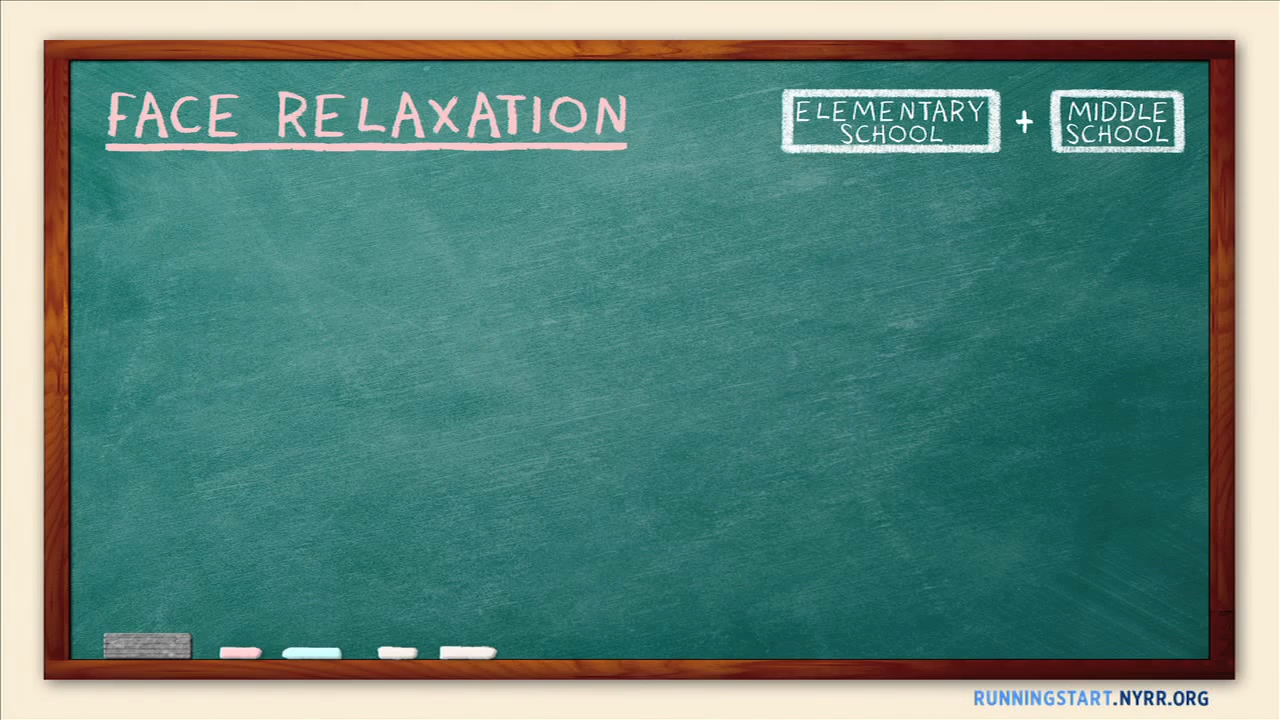 FACE RELAXATION
ELEMENTARY
SCHOOL
+
MIDDLE
SCHOOL
RUNNINGSTART.NYRR.ORG